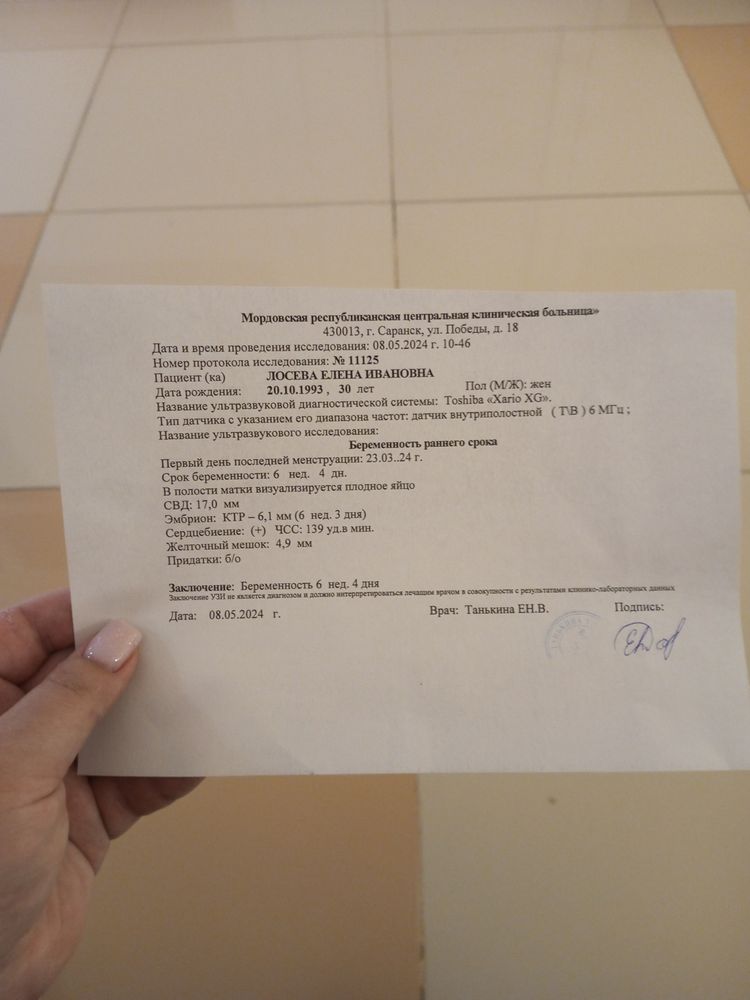 Мордовская республиканская центральная клиническая больница»
430013, г. Саранск, ул. Победы, д. 18
Дата и время проведения исследования: 08.05.2024 г. 10-46
Номер протокола исследования: № 11125
Пациент (ка) ЛОСЕВА ЕЛЕНА ИВАНОВНА
Дата рождения: 20.10.1993 , 30 лет Пол (М/Ж): жен
Название ультразвуковой диагностической системы: Toshiba «Xario XG».
Тип датчика с указанием его диапазона частот: датчик внутриполостной ( Т\В ) 6 МГц ;
Название ультразвукового исследования:
Беременность раннего срока
Первый день последней менструации: 23.03..24 г.
Срок беременности: 6 нед. 4 дн.
В полости матки визуализируется плодное яйцо
СВД: 17,0 мм
Эмбрион: КТР – 6,1 мм (6 нед. 3 дня)
Сердцебиение: (+) ЧСС: 139 уд.в мин.
Желточный мешок: 4,9 мм
Придатки: б/о
Заключение: Беременность 6 нед. 4 дня
Заключение УЗИ не является диагнозом и должно интерпретироваться лечащим врачом в совокупности с результатами клинико-лабораторных данных
Дата: 08.05.2024 г. Врач: Танькина ЕН.В. Подпись: